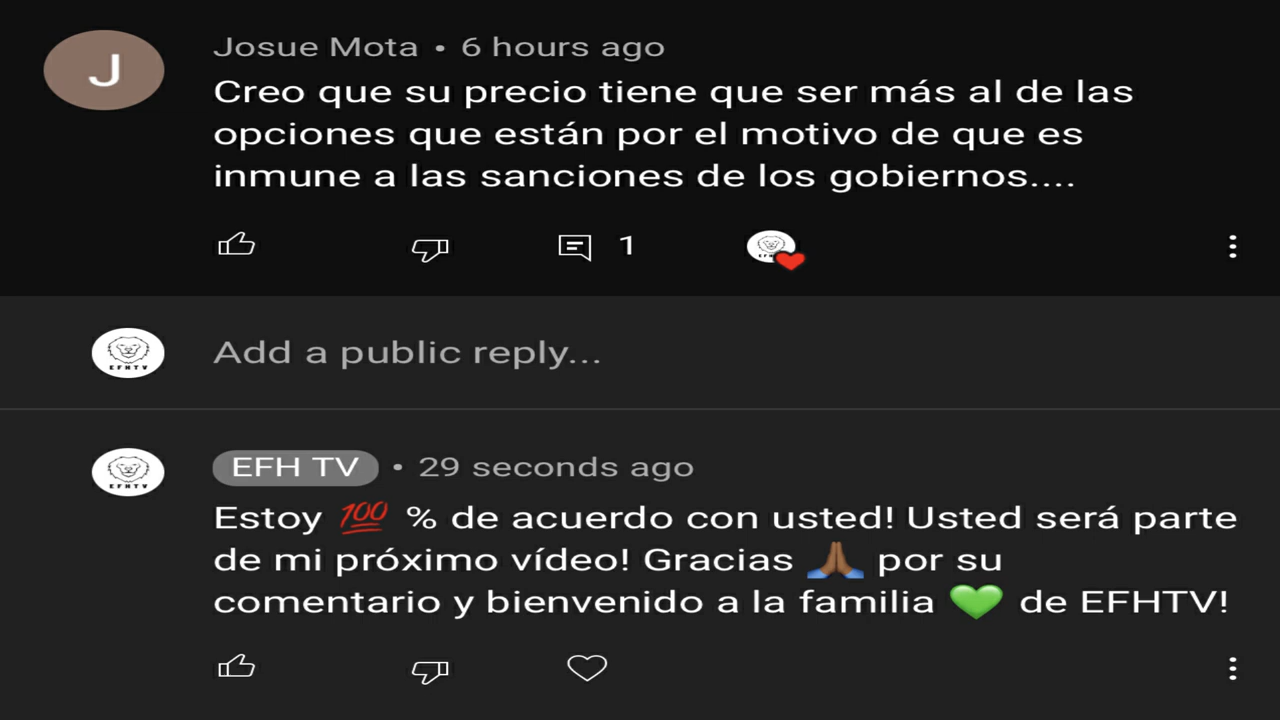 J
Josue Mota • 6 hours ago
Creo que su precio tiene que ser más al de las
opciones que están por el motivo de que es
inmune a las sanciones de los gobiernos....
1
Add a public reply...
EFHTV
EFH TV • 29 seconds ago
EFHTV
Estoy 💯 % de acuerdo con usted! Usted será parte
de mi próximo vídeo! Gracias 🙏🏾 por su
comentario y bienvenido a la familia 💚 de EFHTV!